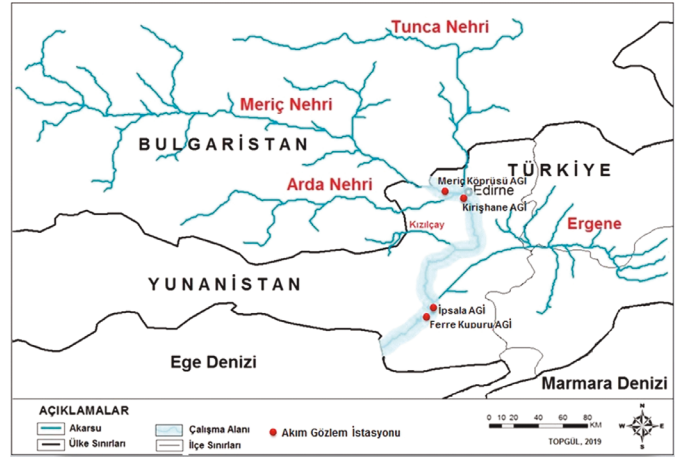 Tunca Nehri
Meriç Nehri
BULGARİSTAN
TÜRKİYE
Meriç Köprüsü AGİ
Edirne
Arda Nehri
Kirişhane AGİ
Kızılçay
Ergene
YUNANİSTAN
İpsala AGİ
Ferre Kupuru AGİ
Ege Denizi
Marmara Denizi
AÇIKLAMALAR
Akarsu
Çalışma Alanı
Akım Gözlem İstasyonu
Ülke Sınırları
İlçe Sınırları
0 10 20 40 60 80
KM
TOPGÜL, 2019
N
W E
S